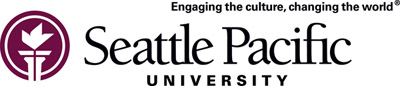 Engaging the culture, changing the world®
Seattle Pacific
UNIVERSITY